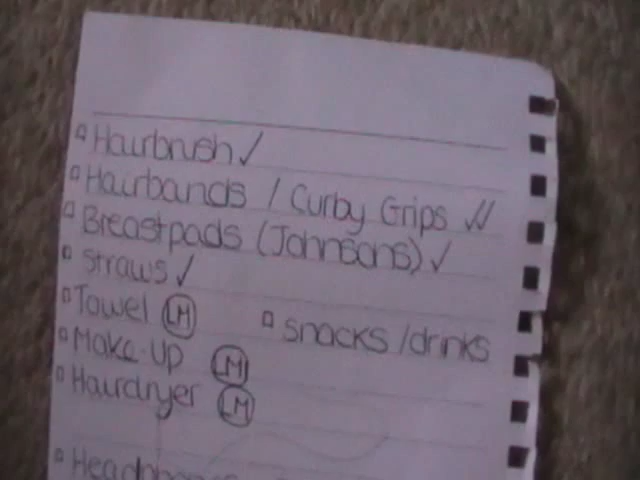 Hairbrush ✓
Hairbands / Curby Grips ✓✓
Breastpads (Johnsons) ✓
Straws ✓
Towel LM
snacks/drinks
Make-up LM
Hairdryer LM